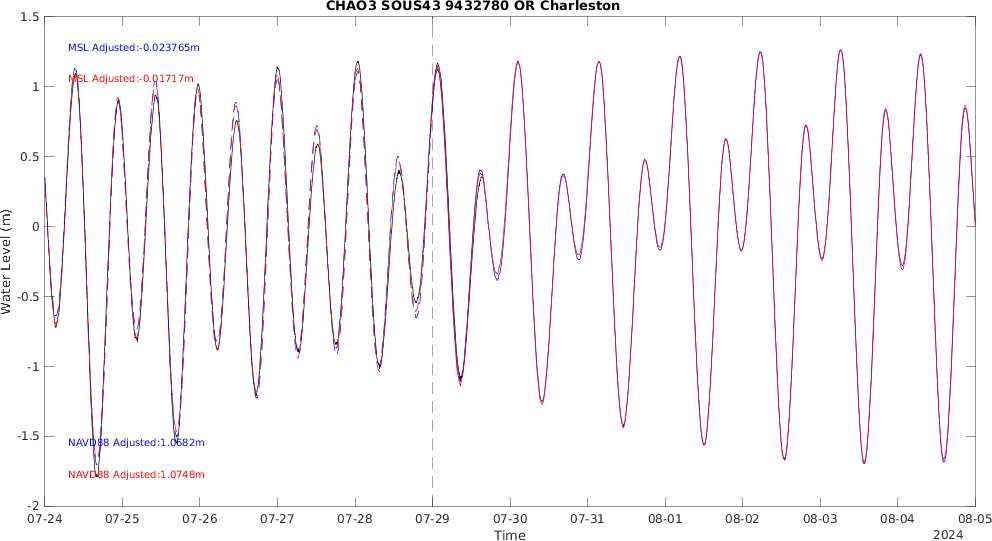 CHAO3 SOUS43 9432780 OR Charleston
1.5
MSL Adjusted:-0.023765m
MSL Adjusted:-0.01717m
1
0.5
0
Water Level (m)
-0.5
-1
-1.5
NAVD88 Adjusted:1.0682m
NAVD88 Adjusted:1.0748m
-2
07-24 07-25 07-26 07-27 07-28 07-29 07-30 07-31 08-01 08-02 08-03 08-04 08-05
Time
2024